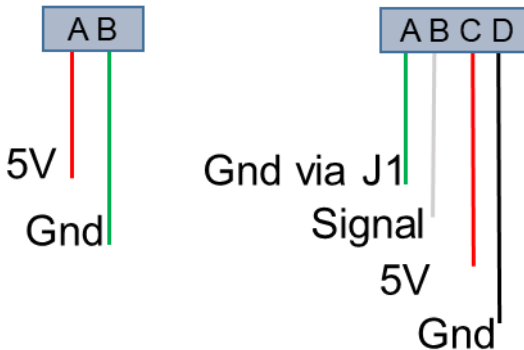 A B
5V
Gnd
A B C D
Gnd via J1
Signal
5V
Gnd